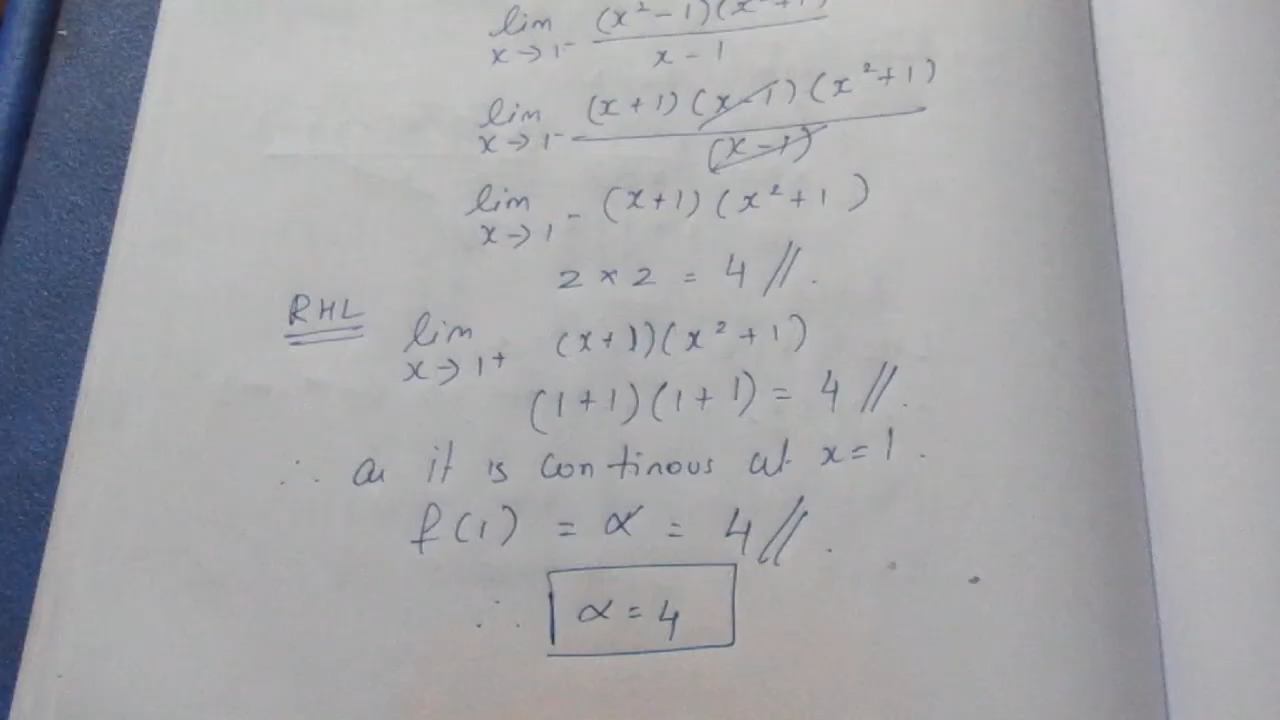 lim x→1⁻ (x²-1)(x²+1) / x-1
lim x→1⁻ (x+1)(x-1)(x²+1) / (x-1)
lim x→1⁻ (x+1)(x²+1)
2×2 = 4 //.
RHL lim x→1⁺ (x+1)(x²+1)
(1+1)(1+1) = 4 //.
∴ as it is continous at x=1.
f(1) = α = 4 //.
∴ α = 4